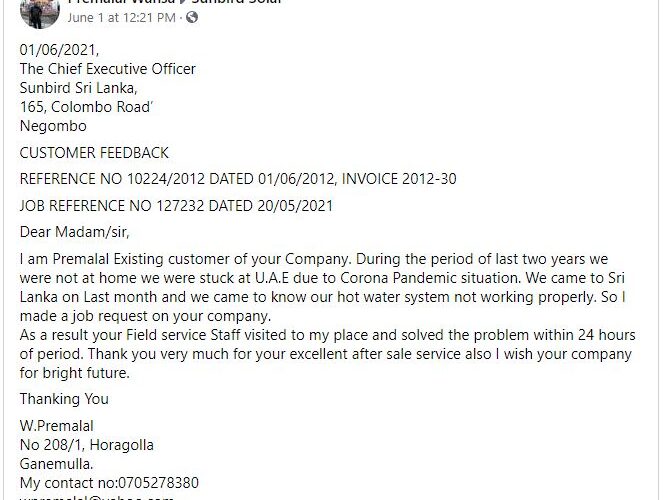 Premalal Wansa ▸ Sunbird Solar
June 1 at 12:21 PM ·
01/06/2021,
The Chief Executive Officer
Sunbird Sri Lanka,
165, Colombo Road’
Negombo
CUSTOMER FEEDBACK
REFERENCE NO 10224/2012 DATED 01/06/2012, INVOICE 2012-30
JOB REFERENCE NO 127232 DATED 20/05/2021
Dear Madam/sir,
I am Premalal Existing customer of your Company. During the period of last two years we
were not at home we were stuck at U.A.E due to Corona Pandemic situation. We came to Sri
Lanka on Last month and we came to know our hot water system not working properly. So I
made a job request on your company.
As a result your Field service Staff visited to my place and solved the problem within 24 hours
of period. Thank you very much for your excellent after sale service also I wish your company
for bright future.
Thanking You
W.Premalal
No 208/1, Horagolla
Ganemulla.
My contact no:0705278380
wpremalal@yahoo.com